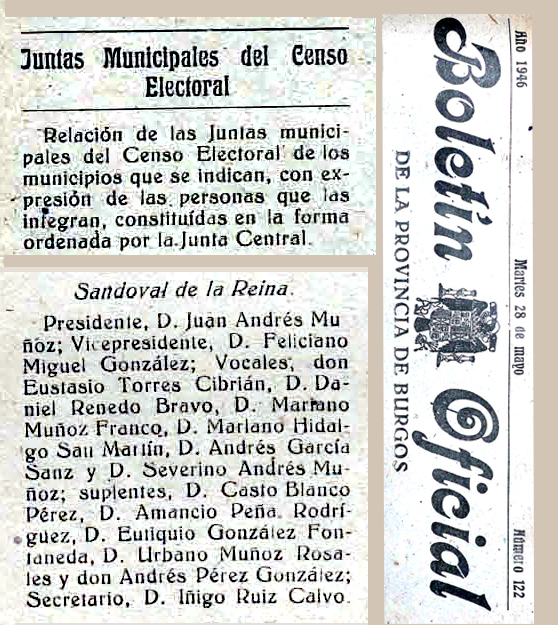 Juntas Municipales del Censo
Electoral
Relación de las Juntas munici-
pales del Censo Electoral de los
municipios que se indican, con ex-
presión de las personas que las
integran, constituídas en la forma
ordenada por la Junta Central.
Sandoval de la Reina.
Presidente, D. Juan Andrés Mu
ñoz; Vicepresidente, D. Feliciano
Miguel González; Vocales, don
Eustasio Torres Cibrián, D. Da-
niel Renedo Bravo, D. Mariano
Muñoz Franco, D. Mariano Hidal-
go San Martín, D. Andrés García
Sanz y D. Severino Andrés Mu-
ñoz; suplentes, D. Casto Blanco
Pérez, D. Amancio Peña Rodrí-
guez, D. Eutiquio González Fon-
taneda, D. Urbano Muñoz Rosa-
les y don Andrés Pérez González;
Secretario, D. Iñigo Ruiz Calvo.
Año 1946 Martes 28 de mayo Número 122
Boletín Oficial
DE LA PROVINCIA DE BURGOS